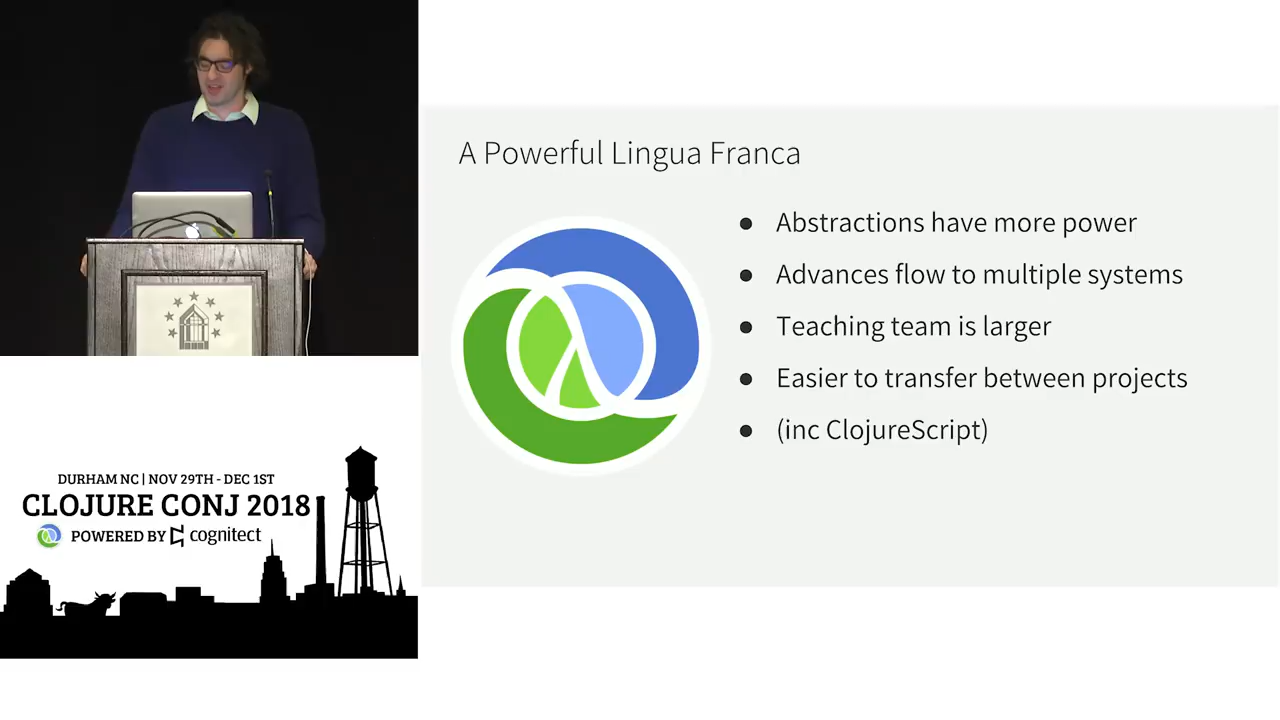 A Powerful Lingua Franca
● Abstractions have more power
● Advances flow to multiple systems
● Teaching team is larger
● Easier to transfer between projects
● (inc ClojureScript)
DURHAM NC | NOV 29TH - DEC 1ST
CLOJURE CONJ 2018
POWERED BY cognitect